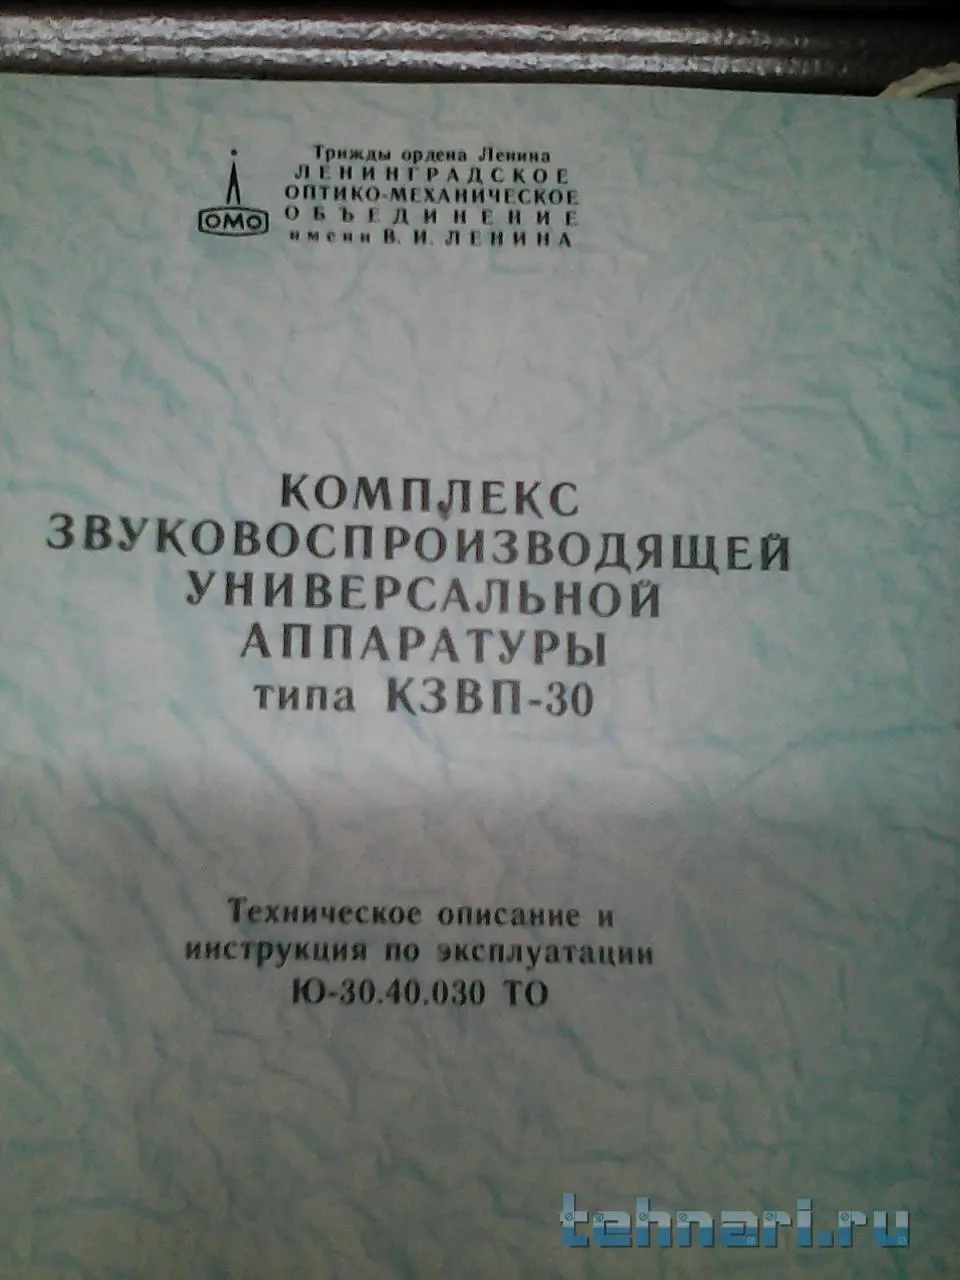 Трижды ордена Ленина
ЛЕНИНГРАДСКОЕ
ОПТИКО-МЕХАНИЧЕСКОЕ
ОБЪЕДИНЕНИЕ
имени В. И. ЛЕНИНА
ОМО
КОМПЛЕКС
ЗВУКОВОСПРОИЗВОДЯЩЕЙ
УНИВЕРСАЛЬНОЙ
АППАРАТУРЫ
типа КЗВП-30
Техническое описание и
инструкция по эксплуатации
Ю-30.40.030 ТО
tehnari.ru